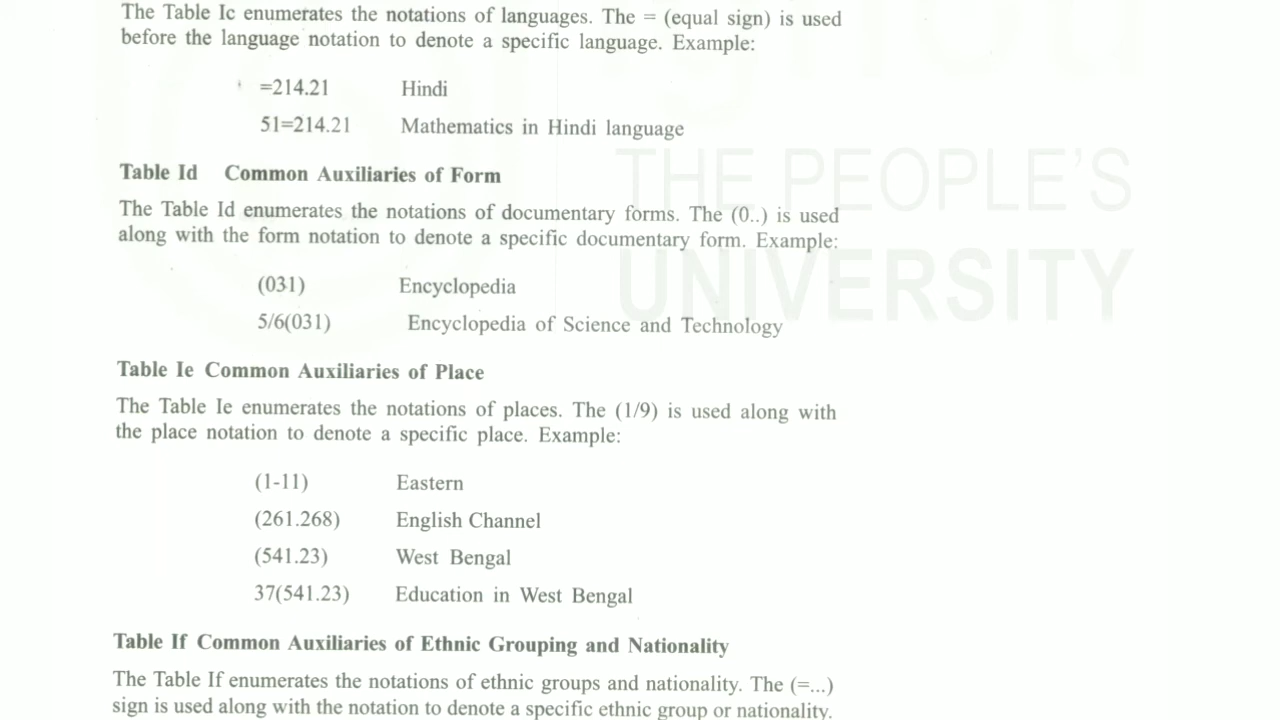 The Table Ic enumerates the notations of languages. The = (equal sign) is used
before the language notation to denote a specific language. Example:
=214.21 Hindi
51=214.21 Mathematics in Hindi language
Table Id Common Auxiliaries of Form
The Table Id enumerates the notations of documentary forms. The (0..) is used
along with the form notation to denote a specific documentary form. Example:
(031) Encyclopedia
5/6(031) Encyclopedia of Science and Technology
Table Ie Common Auxiliaries of Place
The Table Ie enumerates the notations of places. The (1/9) is used along with
the place notation to denote a specific place. Example:
(1-11) Eastern
(261.268) English Channel
(541.23) West Bengal
37(541.23) Education in West Bengal
Table If Common Auxiliaries of Ethnic Grouping and Nationality
The Table If enumerates the notations of ethnic groups and nationality. The (=...)
sign is used along with the notation to denote a specific ethnic group or nationality.
THE PEOPLE'S
UNIVERSITY